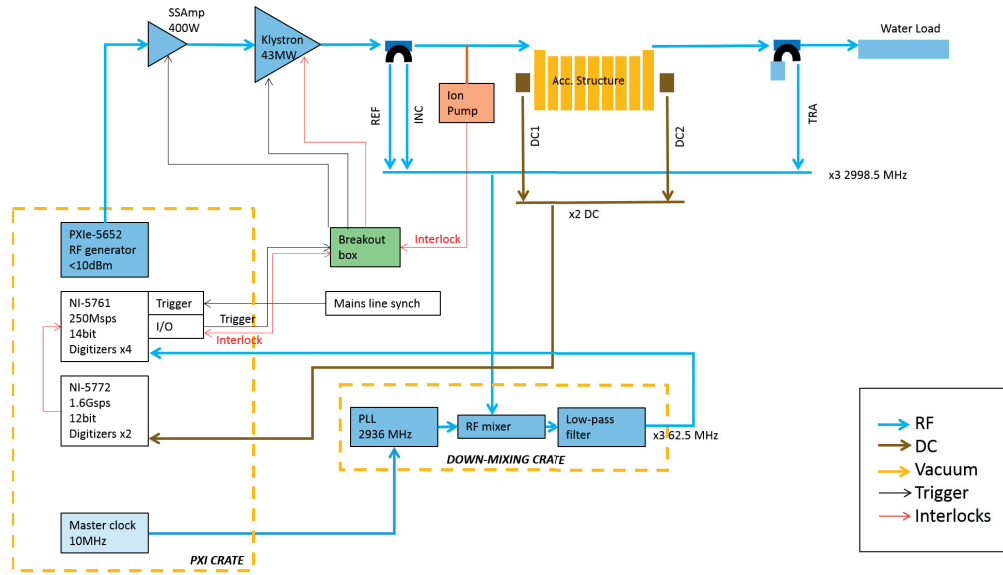 SSAmp
400W
Klystron
43MW
Water Load
Ion
Pump
Acc. Structure
REF
INC
DC1
DC2
TRA
x3 2998.5 MHz
x2 DC
PXIe-5652
RF generator
<10dBm
Breakout
box
Interlock
NI-5761
250Msps
14bit
Digitizers x4
Trigger
I/O
Trigger
Interlock
Mains line synch
NI-5772
1.6Gsps
12bit
Digitizers x2
PLL
2936 MHz
RF mixer
Low-pass
filter
x3 62.5 MHz
DOWN-MIXING CRATE
Master clock
10MHz
PXI CRATE
RF
DC
Vacuum
Trigger
Interlocks